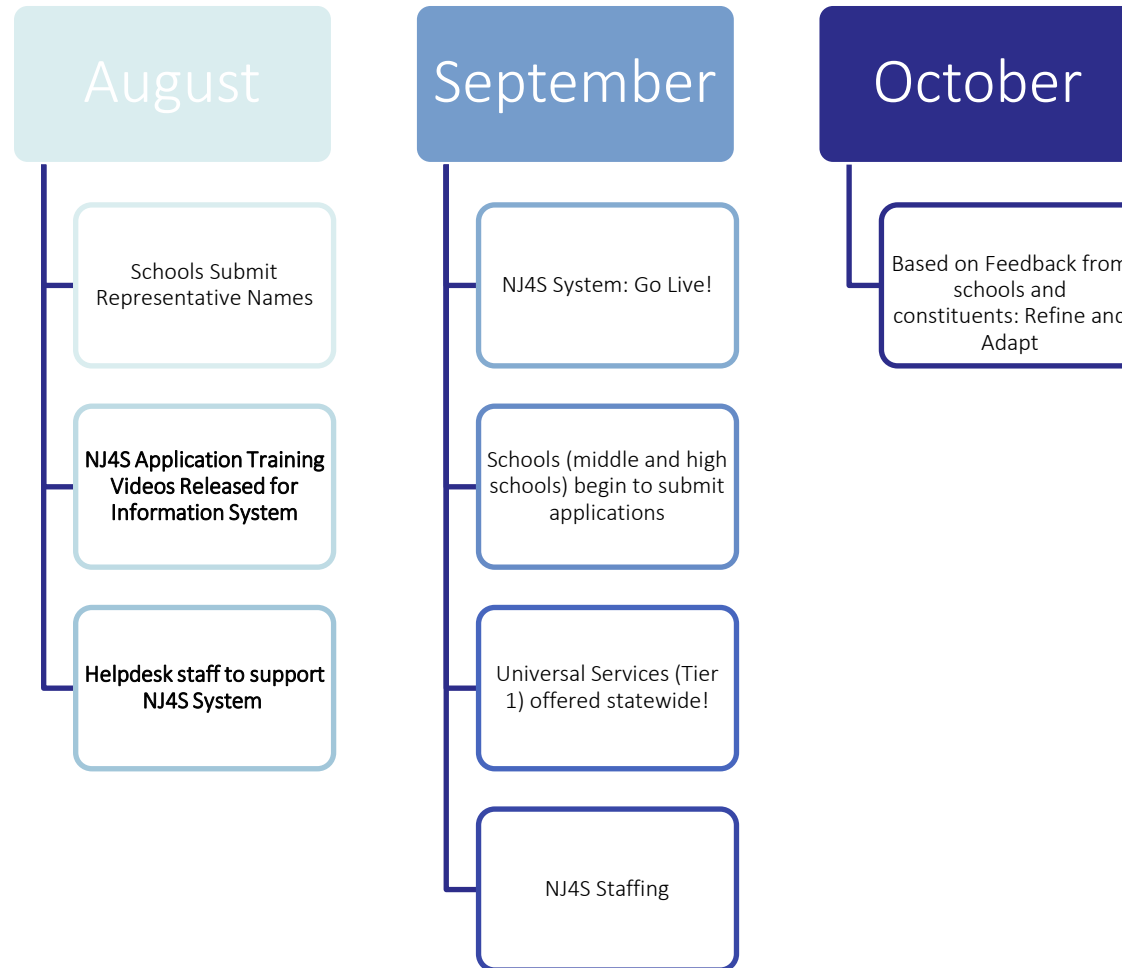 August
Schools Submit
Representative Names
NJ4S Application Training
Videos Released for
Information System
Helpdesk staff to support
NJ4S System
September
NJ4S System: Go Live!
Schools (middle and high
schools) begin to submit
applications
Universal Services (Tier
1) offered statewide!
NJ4S Staffing
October
Based on Feedback from
schools and
constituents: Refine and
Adapt